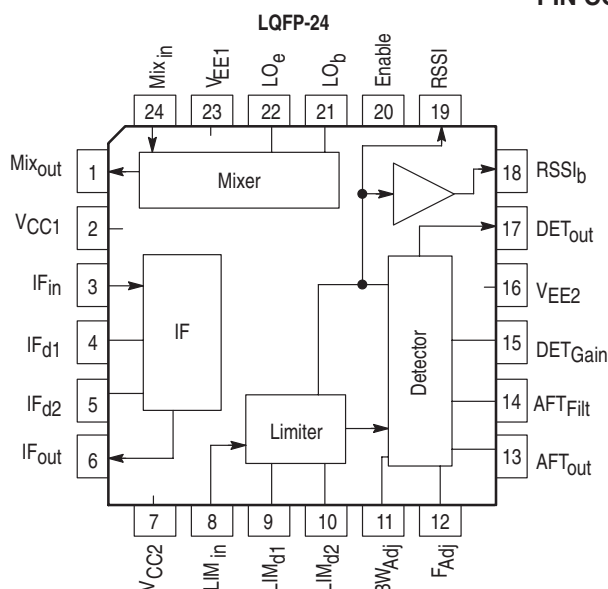 LQFP-24
Mix in
VEE1
LOe
LOb
Enable
RSSI
24
23
22
21
20
19
Mixout
1
Mixer
18
RSSIb
VCC1
2
17
DETout
IFin
3
IF
16
VEE2
IFd1
4
Detector
15
DETGain
IFd2
5
Limiter
14
AFTFilt
IFout
6
13
AFTout
7
8
9
10
11
12
VCC2
LIM in
LIMd1
LIMd2
BWAdj
FAdj